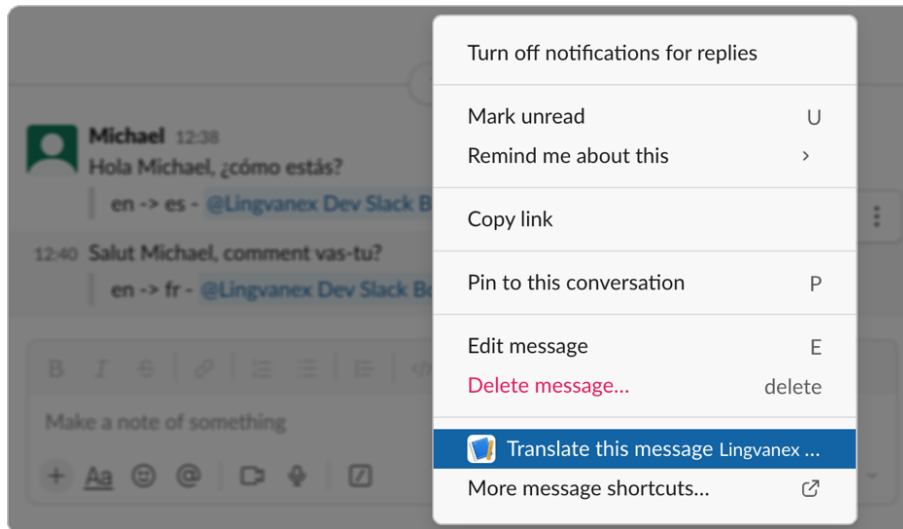 Turn off notifications for replies
Mark unread U
Remind me about this
Copy link
Pin to this conversation P
Edit message E
Delete message... delete
Translate this message Lingvanex ...
More message shortcuts...
Michael 12:38
Hola Michael, ¿cómo estás?
en -> es - @Lingvanex Dev Slack B
12:40 Salut Michael, comment vas-tu?
en -> fr - @Lingvanex Dev Slack Bo
B I S
Make a note of something
Aa @